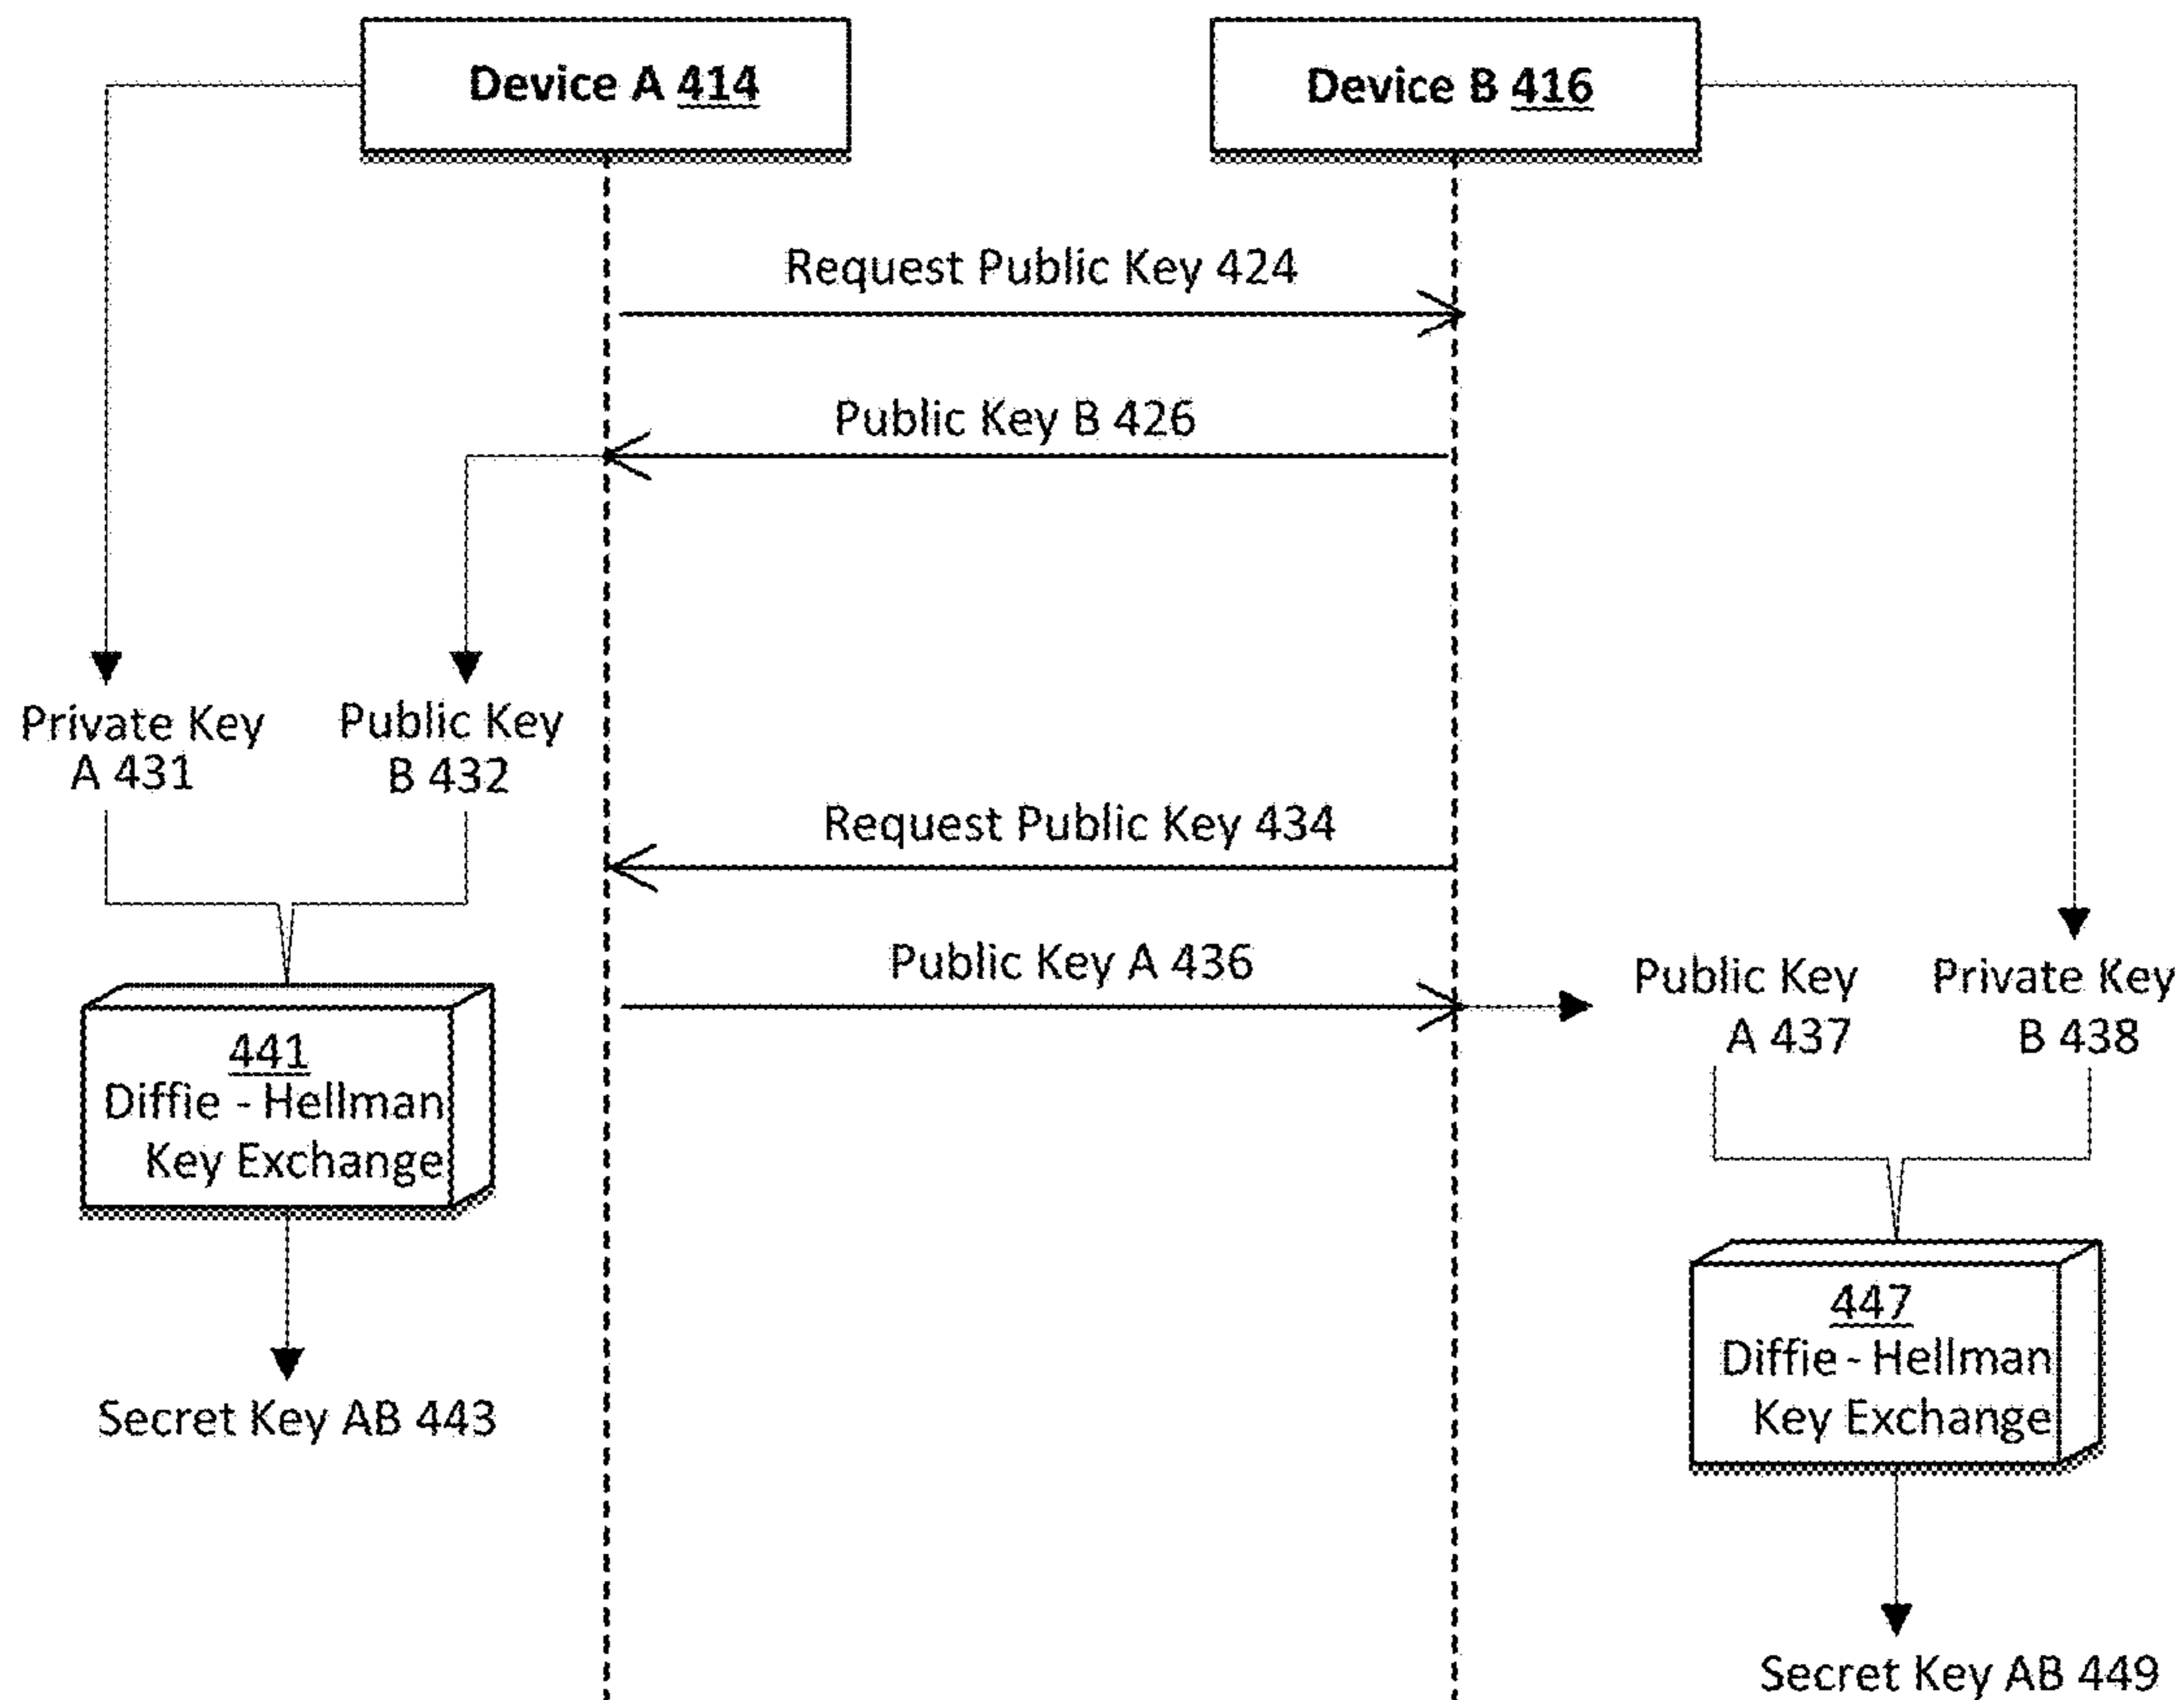 Device A 414
Device B 416
Request Public Key 424
Public Key B 426
Private Key
A 431
Public Key
B 432
Request Public Key 434
Public Key A 436
Public Key
A 437
Private Key
B 438
441
Diffie - Hellman
Key Exchange
447
Diffie - Hellman
Key Exchange
Secret Key AB 443
Secret Key AB 449